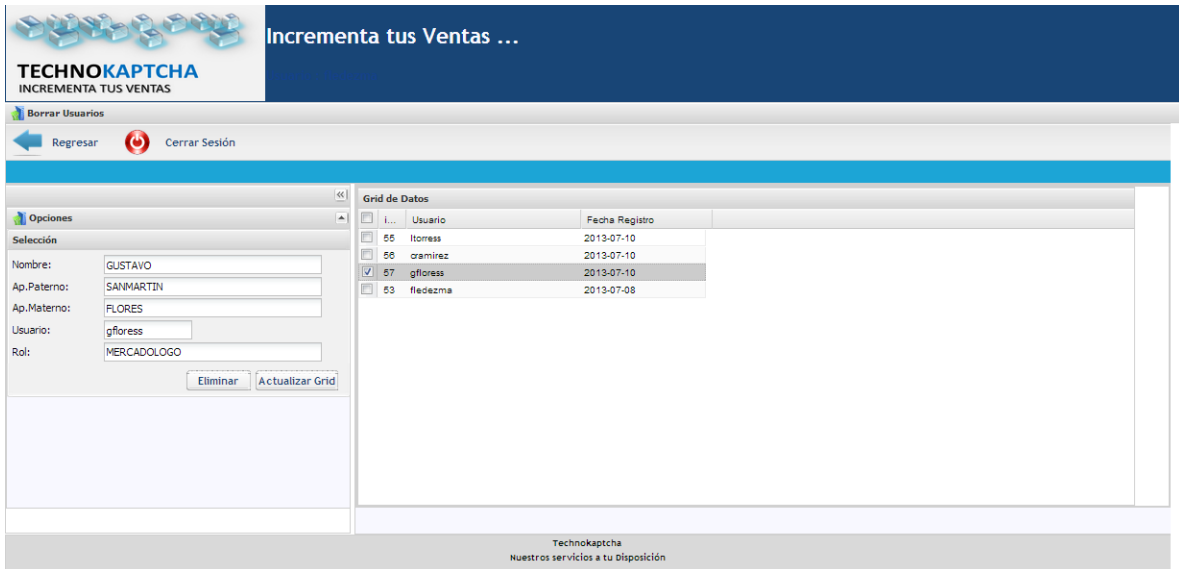 Incrementa tus Ventas ...
TECHNOKAPTCHA
INCREMENTA TUS VENTAS
Borrar Usuarios
Regresar
Cerrar Sesión
Opciones
Selección
Nombre: GUSTAVO
Ap.Paterno: SANMARTIN
Ap.Materno: FLORES
Usuario: gfloress
Rol: MERCADOLOGO
Eliminar Actualizar Grid
Grid de Datos
i... Usuario Fecha Registro
55 ltorress 2013-07-10
56 cramirez 2013-07-10
57 gfloress 2013-07-10
53 fledezma 2013-07-08
Technokaptcha
Nuestros servicios a tu Disposición